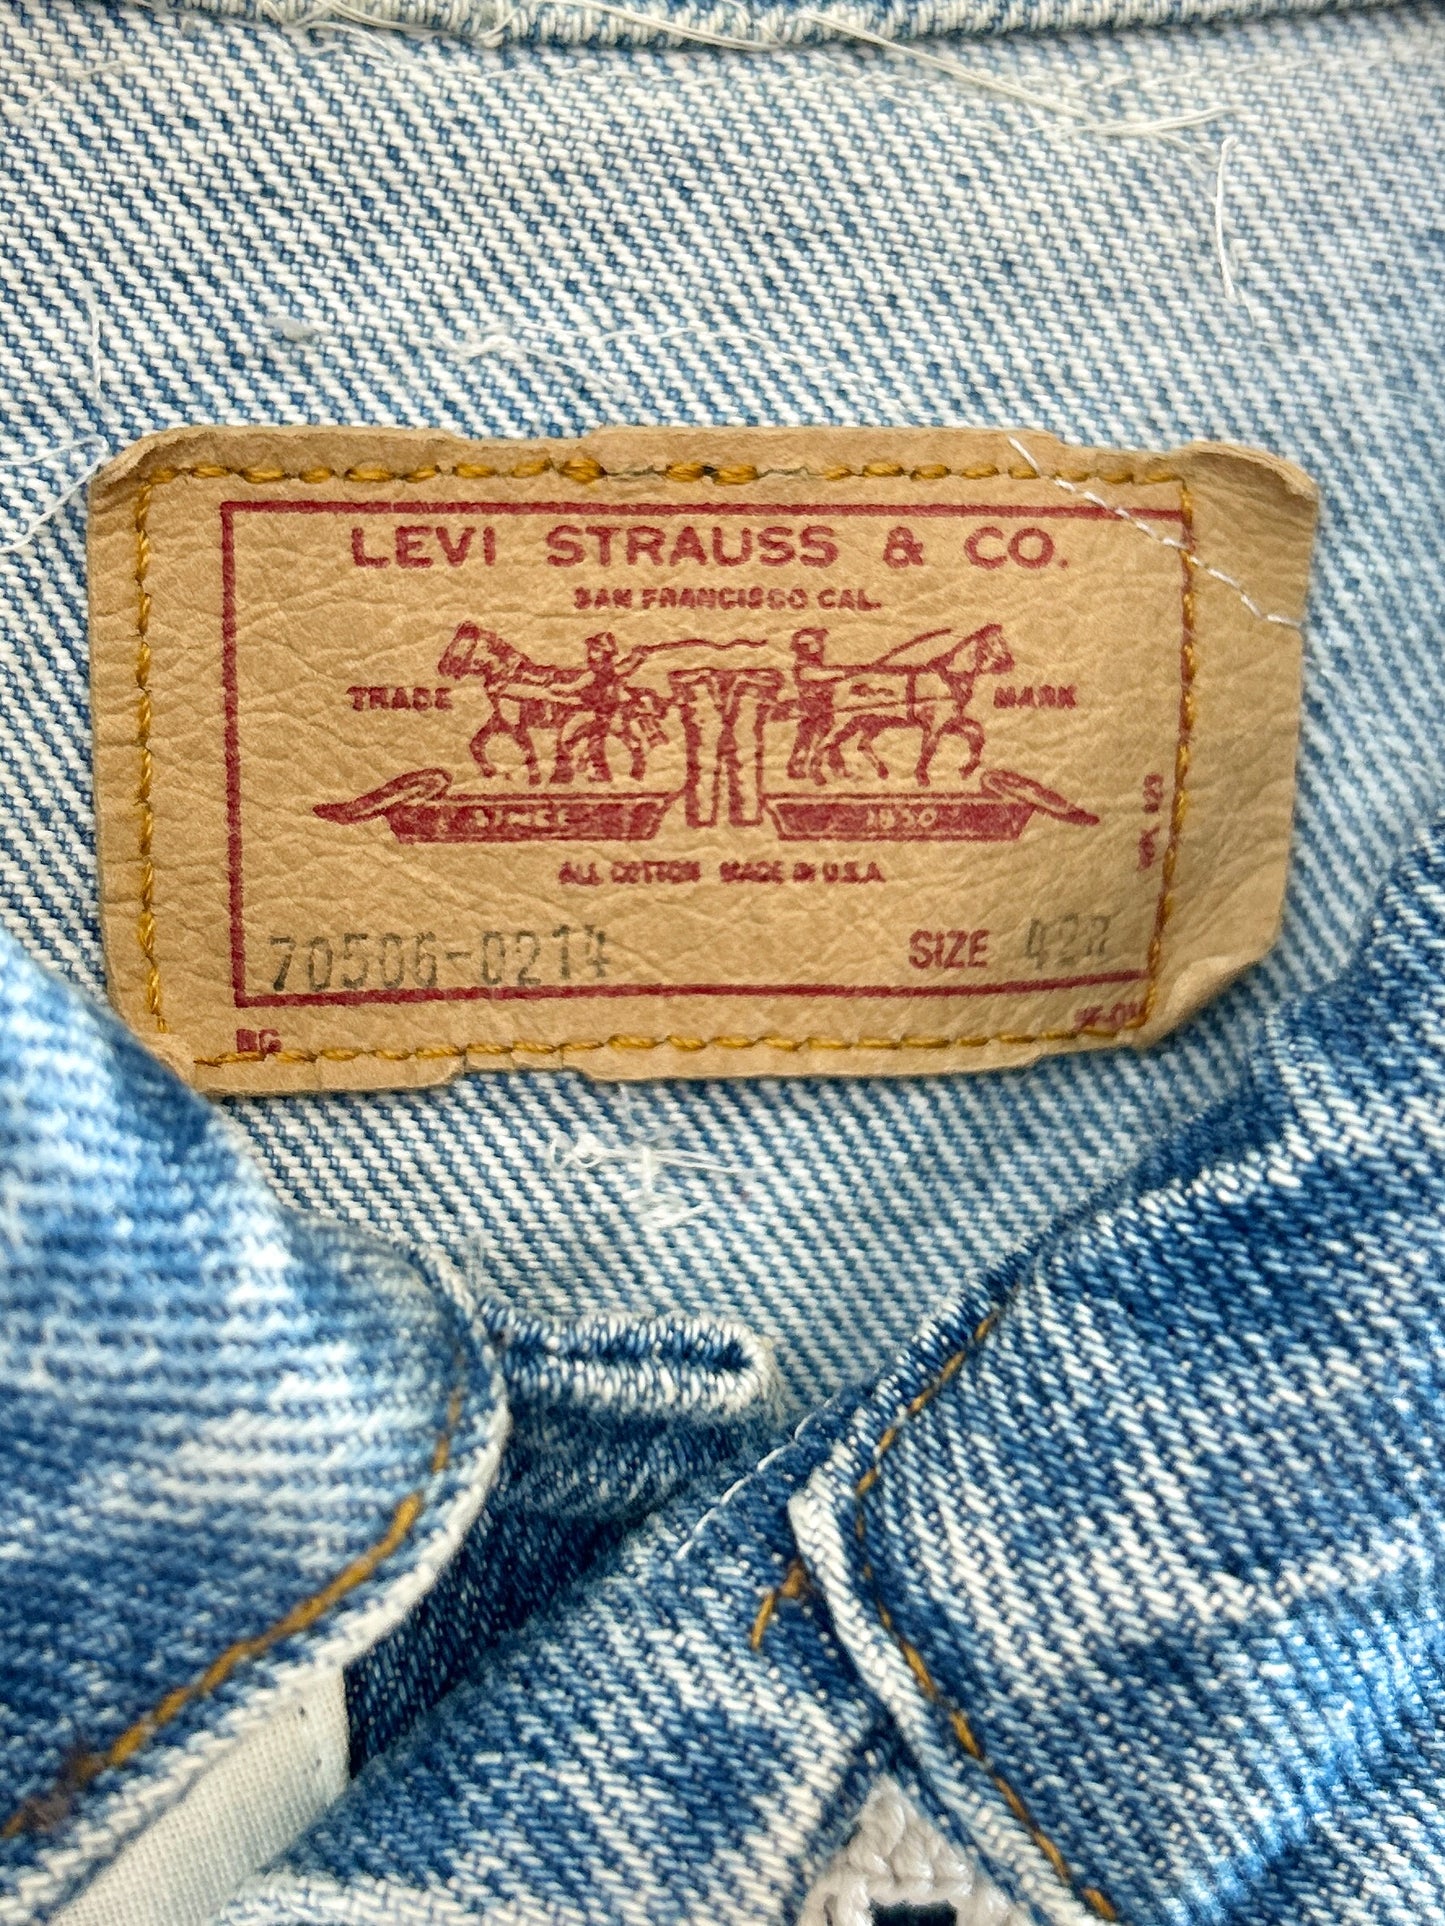 LEVI STRAUSS & CO.
SAN FRANCISCO CAL.
TRADE MARK
SINCE 1850
ALL COTTON MADE IN U.S.A.
70506-0214 SIZE 42R